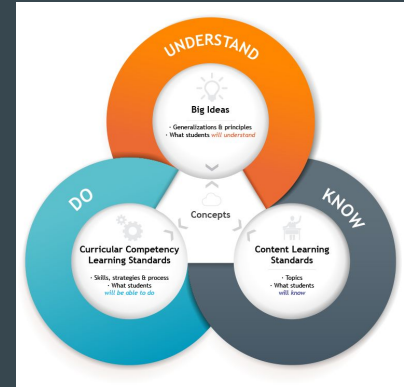 UNDERSTAND
Big Ideas
· Generalizations & principles
· What students will understand
DO
KNOW
Concepts
Curricular Competency
Learning Standards
· Skills, strategies & process
· What students
will be able to do
Content Learning
Standards
· Topics
· What students
will know